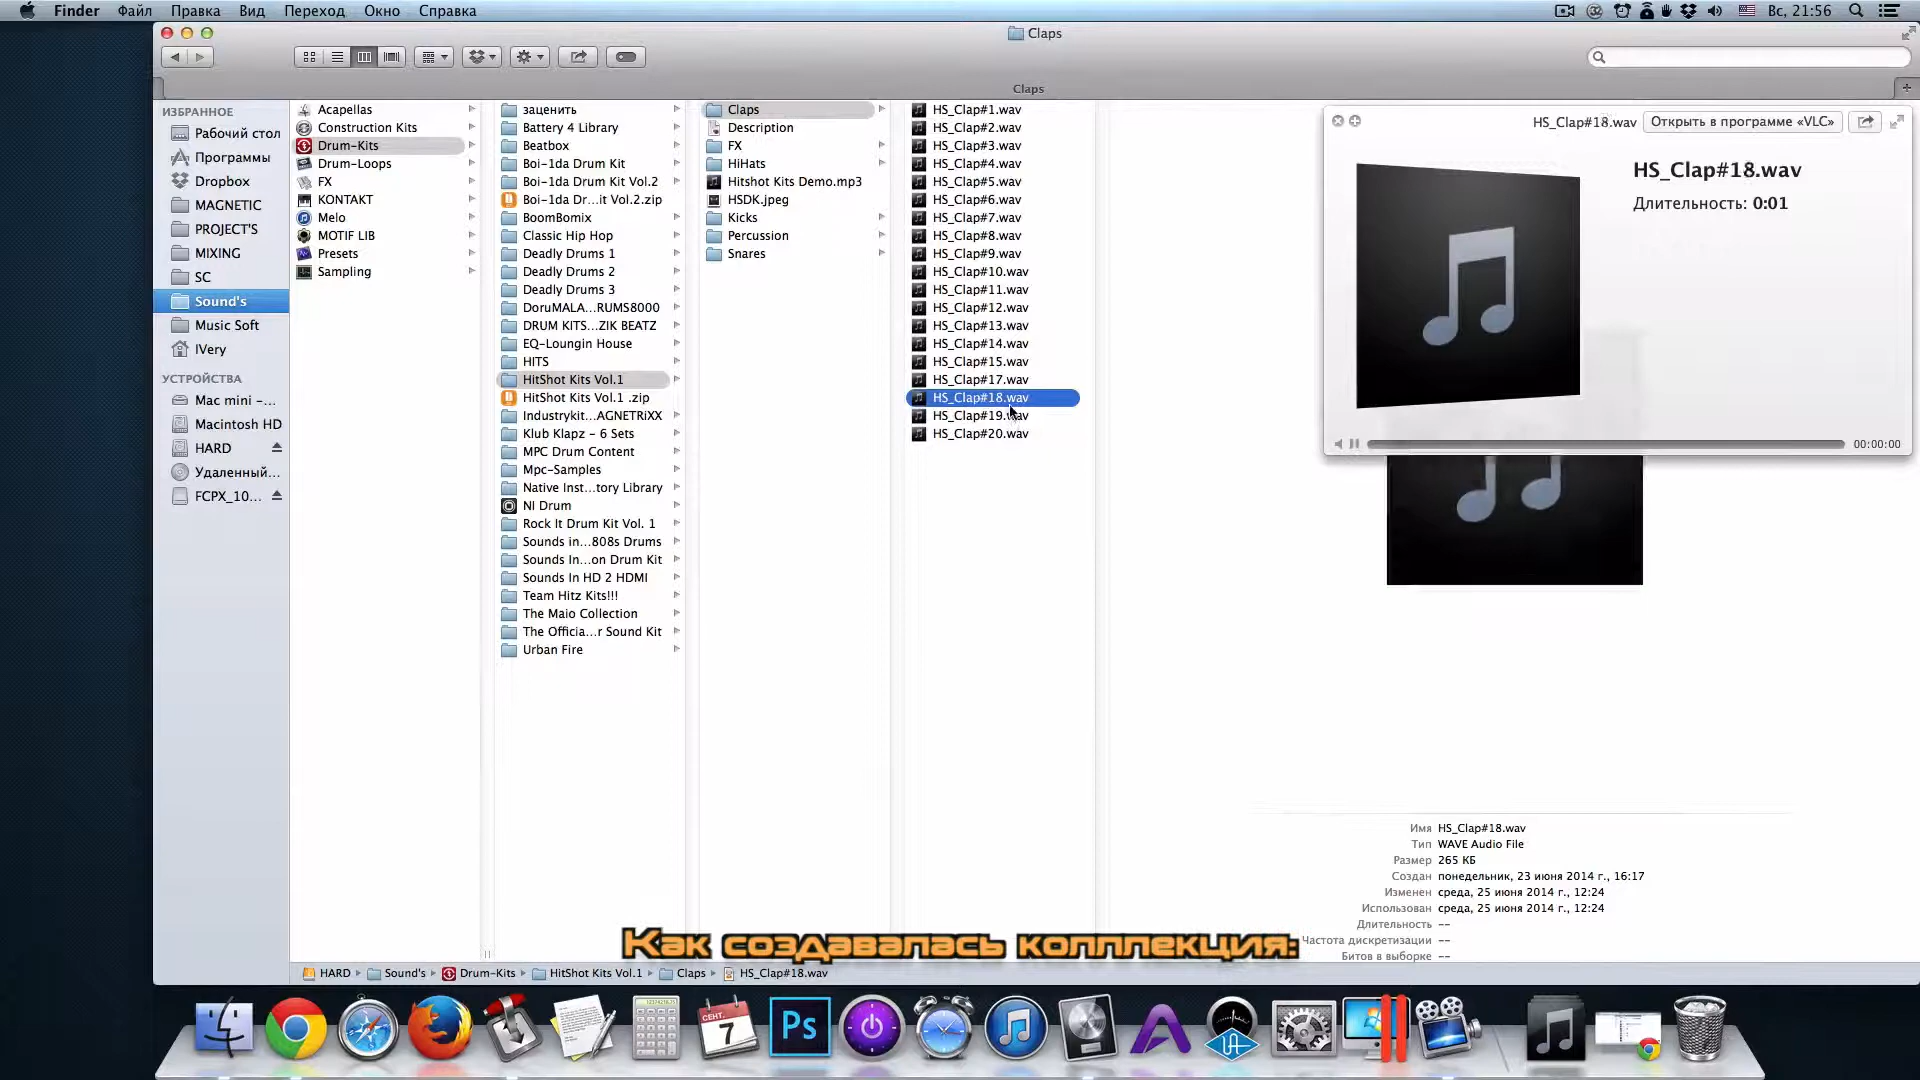 Finder Файл Правка Вид Переход Окно Справка
Вс, 21:56
Claps
Claps
ИЗБРАННОЕ
Рабочий стол
Программы
Dropbox
MAGNETIC
PROJECT'S
MIXING
SC
Sound's
Music Soft
IVery
УСТРОЙСТВА
Mac mini –...
Macintosh HD
HARD
Удаленный...
FCPX_10...
Acapellas
Construction Kits
Drum-Kits
Drum-Loops
FX
KONTAKT
Melo
MOTIF LIB
Presets
Sampling
заценить
Battery 4 Library
Beatbox
Boi-1da Drum Kit
Boi-1da Drum Kit Vol.2
Boi-1da Dr...it Vol.2.zip
BoomBomix
Classic Hip Hop
Deadly Drums 1
Deadly Drums 2
Deadly Drums 3
DoruMALA...RUMS8000
DRUM KITS...ZIK BEATZ
EQ-Loungin House
HITS
HitShot Kits Vol.1
HitShot Kits Vol.1 .zip
Industrykit...AGNETRiXX
Klub Klapz – 6 Sets
MPC Drum Content
Mpc-Samples
Native Inst...tory Library
NI Drum
Rock It Drum Kit Vol. 1
Sounds in...808s Drums
Sounds In...on Drum Kit
Sounds In HD 2 HDMI
Team Hitz Kits!!!
The Maio Collection
The Officia...r Sound Kit
Urban Fire
Claps
Description
FX
HiHats
Hitshot Kits Demo.mp3
HSDK.jpeg
Kicks
Percussion
Snares
HS_Clap#1.wav
HS_Clap#2.wav
HS_Clap#3.wav
HS_Clap#4.wav
HS_Clap#5.wav
HS_Clap#6.wav
HS_Clap#7.wav
HS_Clap#8.wav
HS_Clap#9.wav
HS_Clap#10.wav
HS_Clap#11.wav
HS_Clap#12.wav
HS_Clap#13.wav
HS_Clap#14.wav
HS_Clap#15.wav
HS_Clap#17.wav
HS_Clap#18.wav
HS_Clap#19.wav
HS_Clap#20.wav
HS_Clap#18.wav Открыть в программе «VLC»
HS_Clap#18.wav
Длительность: 0:01
00:00:00
Имя HS_Clap#18.wav
Тип WAVE Audio File
Размер 265 КБ
Создан понедельник, 23 июня 2014 г., 16:17
Изменен среда, 25 июня 2014 г., 12:24
Использован среда, 25 июня 2014 г., 12:24
Длительность --
Частота дискретизации --
Битов в выборке --
Как создавалась колллекция:
HARD Sound's Drum-Kits HitShot Kits Vol.1 Claps HS_Clap#18.wav
СЕНТ.
7
Ps